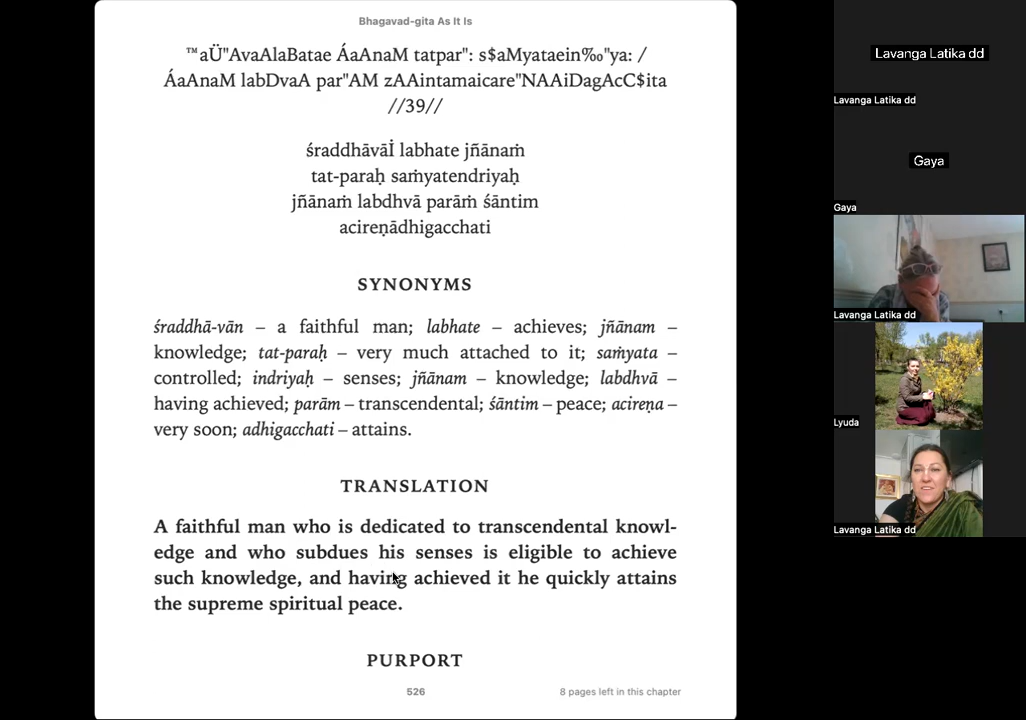 Bhagavad-gita As It Is
™aÜ"AvaAlaBatae ÁaAnaM tatpar": s$aMyataein‰"ya: /
ÁaAnaM labDvaA par"AM zAAintamaicare"NAAiDagAcC$ita
//39//
śraddhāvāİ labhate jñānaṁ
tat-paraḥ saṁyatendriyaḥ
jñānaṁ labdhvā parāṁ śāntim
acireṇādhigacchati
SYNONYMS
śraddhā-vān – a faithful man; labhate – achieves; jñānam –
knowledge; tat-paraḥ – very much attached to it; saṁyata –
controlled; indriyaḥ – senses; jñānam – knowledge; labdhvā –
having achieved; parām – transcendental; śāntim – peace; acireṇa –
very soon; adhigacchati – attains.
TRANSLATION
A faithful man who is dedicated to transcendental knowl-
edge and who subdues his senses is eligible to achieve
such knowledge, and having achieved it he quickly attains
the supreme spiritual peace.
PURPORT
526
8 pages left in this chapter
Lavanga Latika dd
Lavanga Latika dd
Gaya
Gaya
Lavanga Latika dd
Lyuda
Lavanga Latika dd